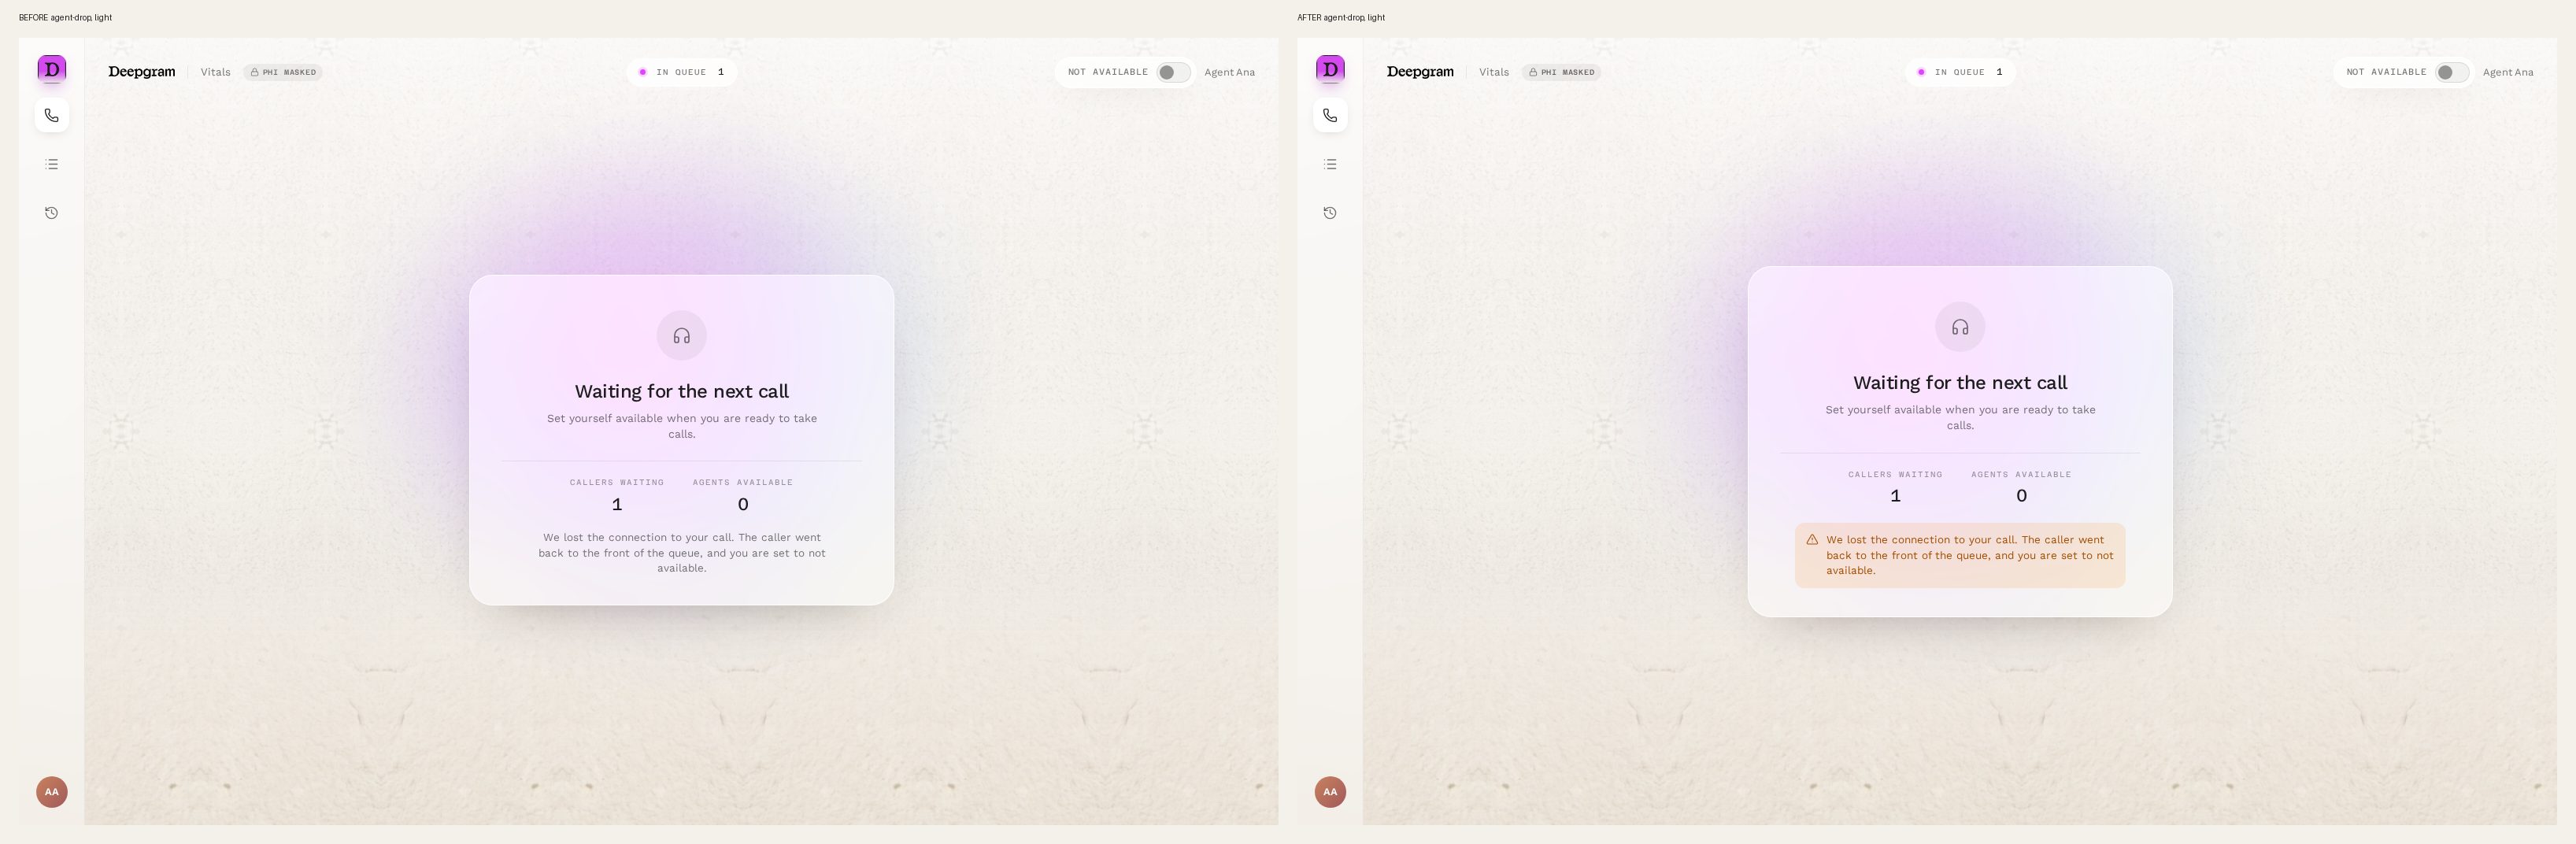 BEFORE agent-drop, light
D
Deepgram
Vitals
PHI MASKED
IN QUEUE 1
NOT AVAILABLE
Agent Ana
Waiting for the next call
Set yourself available when you are ready to take
calls.
CALLERS WAITING
1
AGENTS AVAILABLE
0
We lost the connection to your call. The caller went
back to the front of the queue, and you are set to not
available.
AA
AFTER agent-drop, light
D
Deepgram
Vitals
PHI MASKED
IN QUEUE 1
NOT AVAILABLE
Agent Ana
Waiting for the next call
Set yourself available when you are ready to take
calls.
CALLERS WAITING
1
AGENTS AVAILABLE
0
We lost the connection to your call. The caller went
back to the front of the queue, and you are set to not
available.
AA